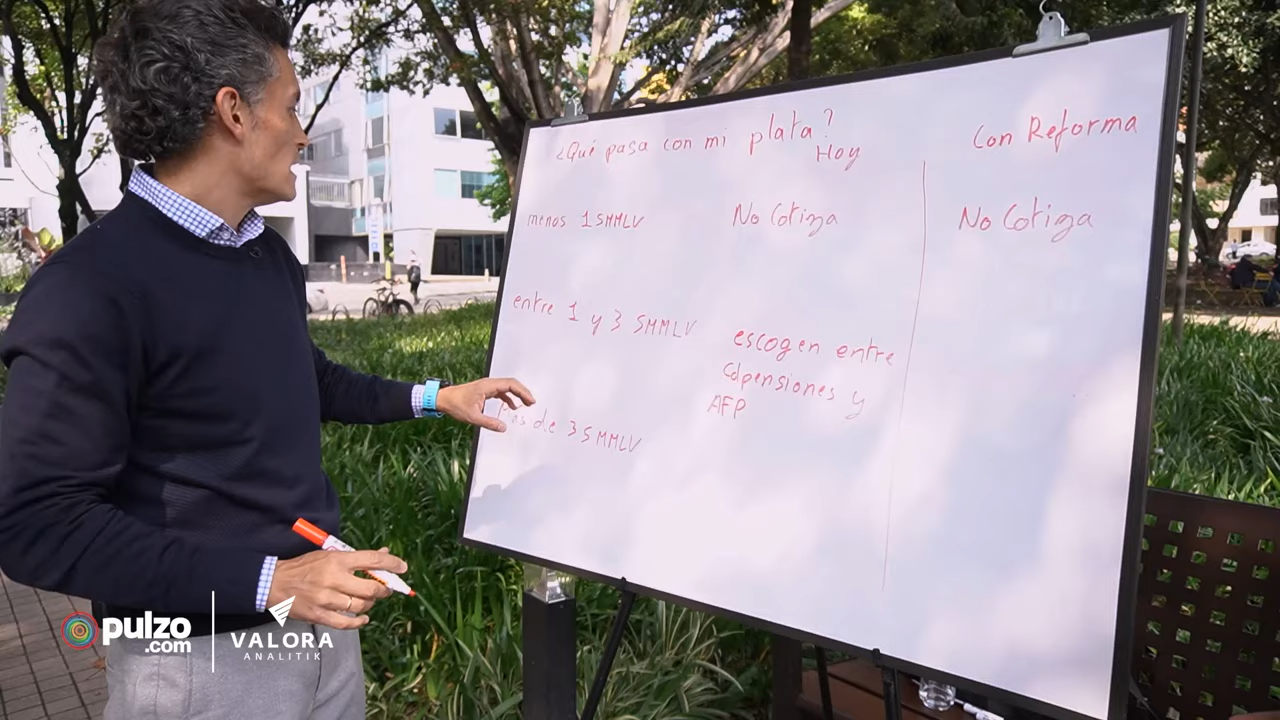 ¿Qué pasa con mi plata?
Hoy
Con Reforma
menos 1 SMMLV
No Cotiza
No Cotiza
entre 1 y 3 SMMLV
escogen entre
Colpensiones y
AFP
de 3 SMMLV
pulzo
.com
VALORA
ANALITIK